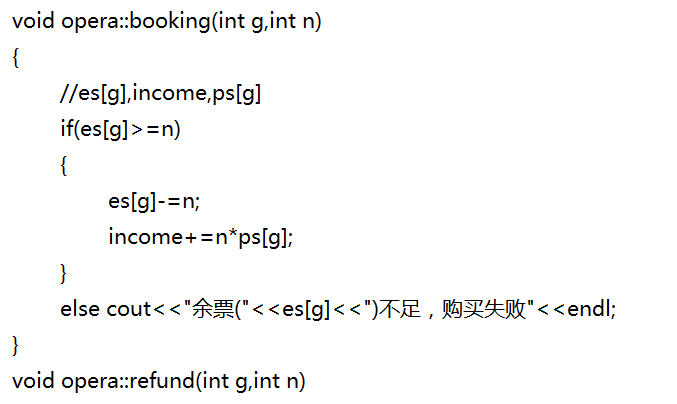 void opera::booking(int g,int n)
{
//es[g],income,ps[g]
if(es[g]>=n)
{
es[g]-=n;
income+=n*ps[g];
}
else cout<<"余票("<<es[g]<<")不足，购买失败"<<endl;
}
void opera::refund(int g,int n)